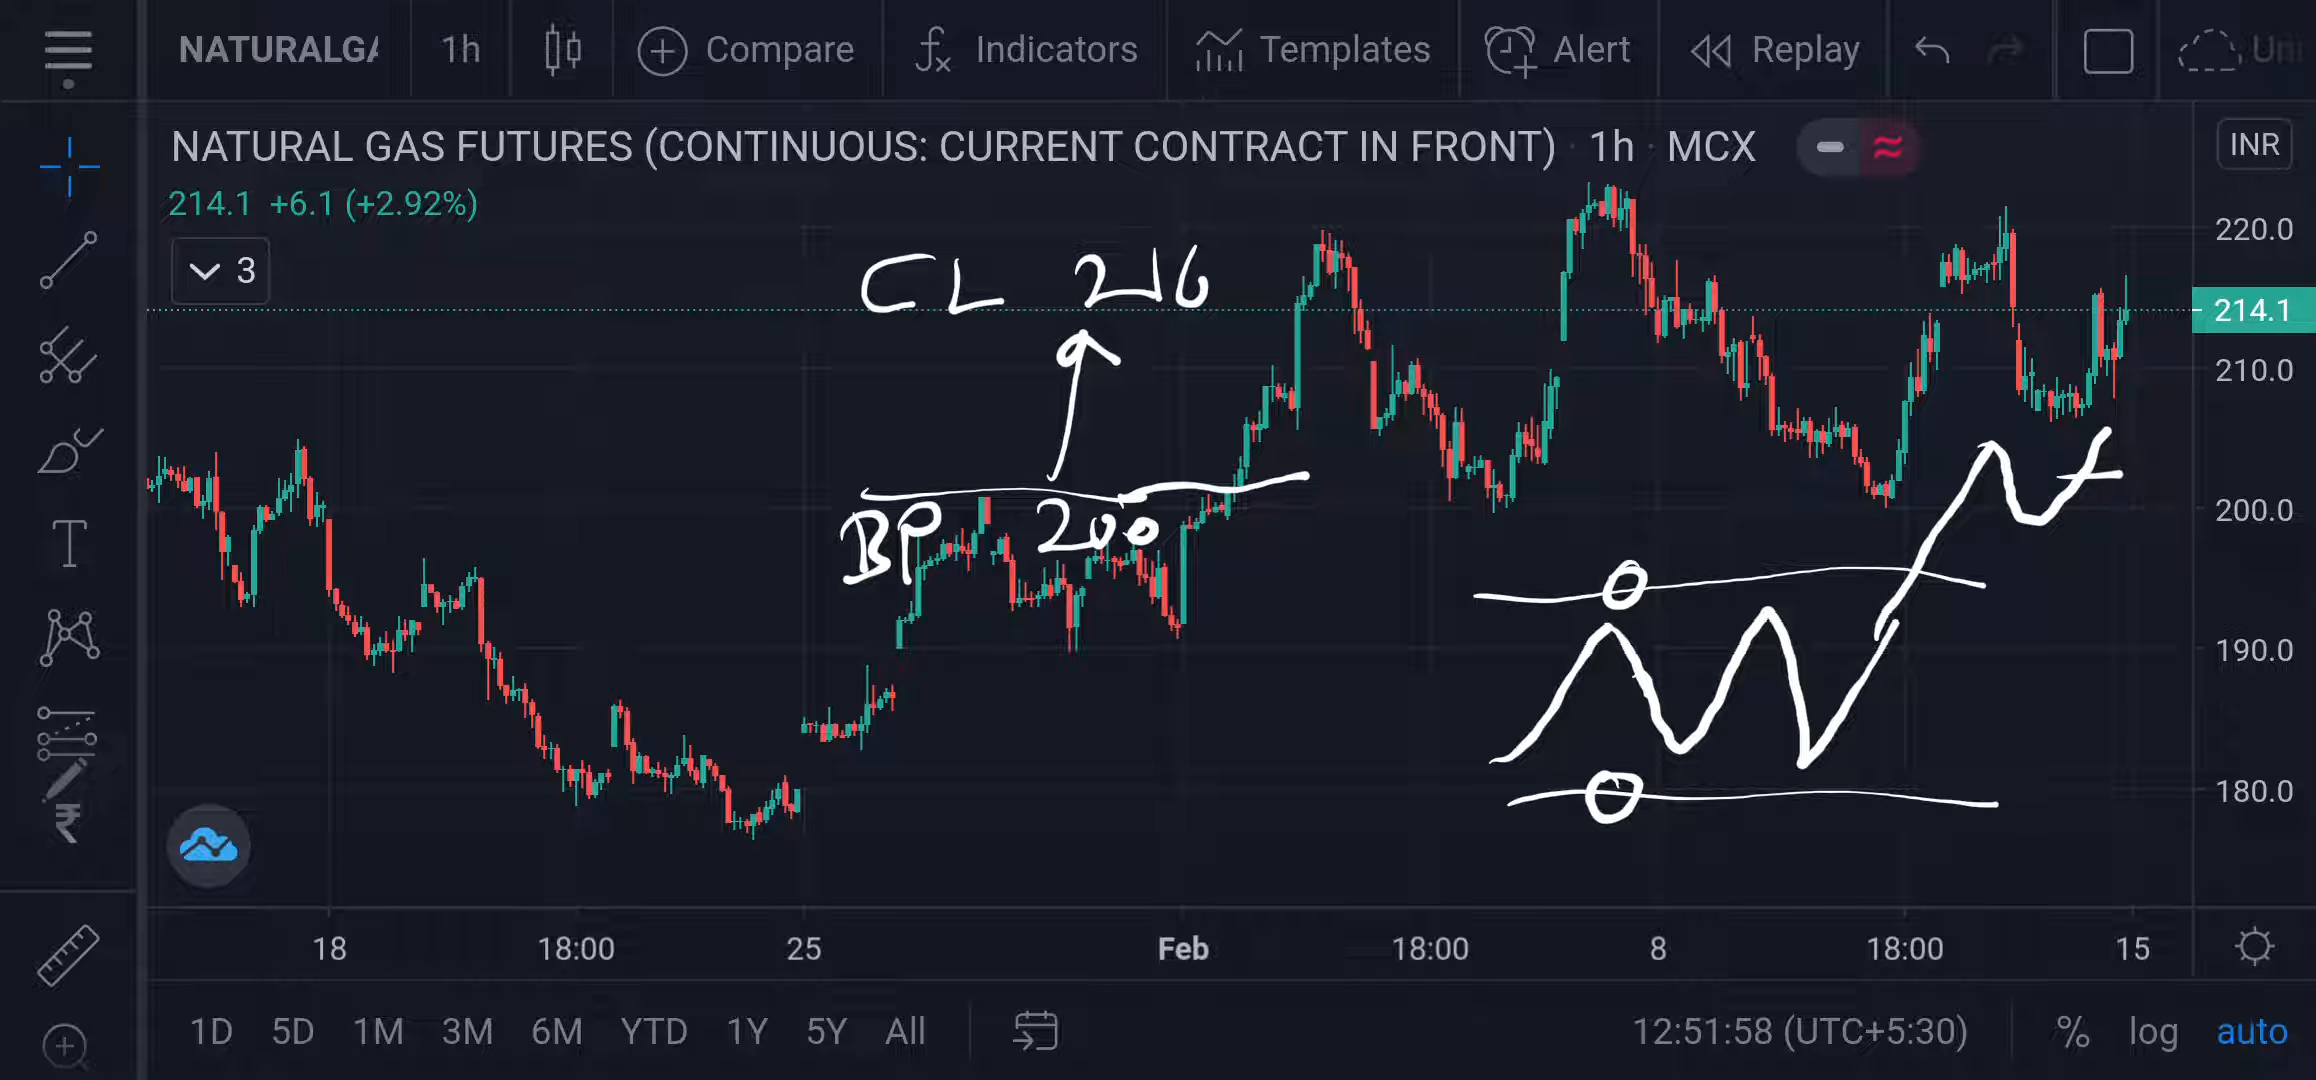 NATURALGA 1h Compare Indicators Templates Alert Replay
NATURAL GAS FUTURES (CONTINUOUS: CURRENT CONTRACT IN FRONT) · 1h · MCX
INR
214.1 +6.1 (+2.92%)
3
CL 216
220.0
214.1
210.0
BP 200
200.0
190.0
180.0
18 18:00 25 Feb 18:00 8 18:00 15
1D 5D 1M 3M 6M YTD 1Y 5Y All 12:51:58 (UTC+5:30) % log auto